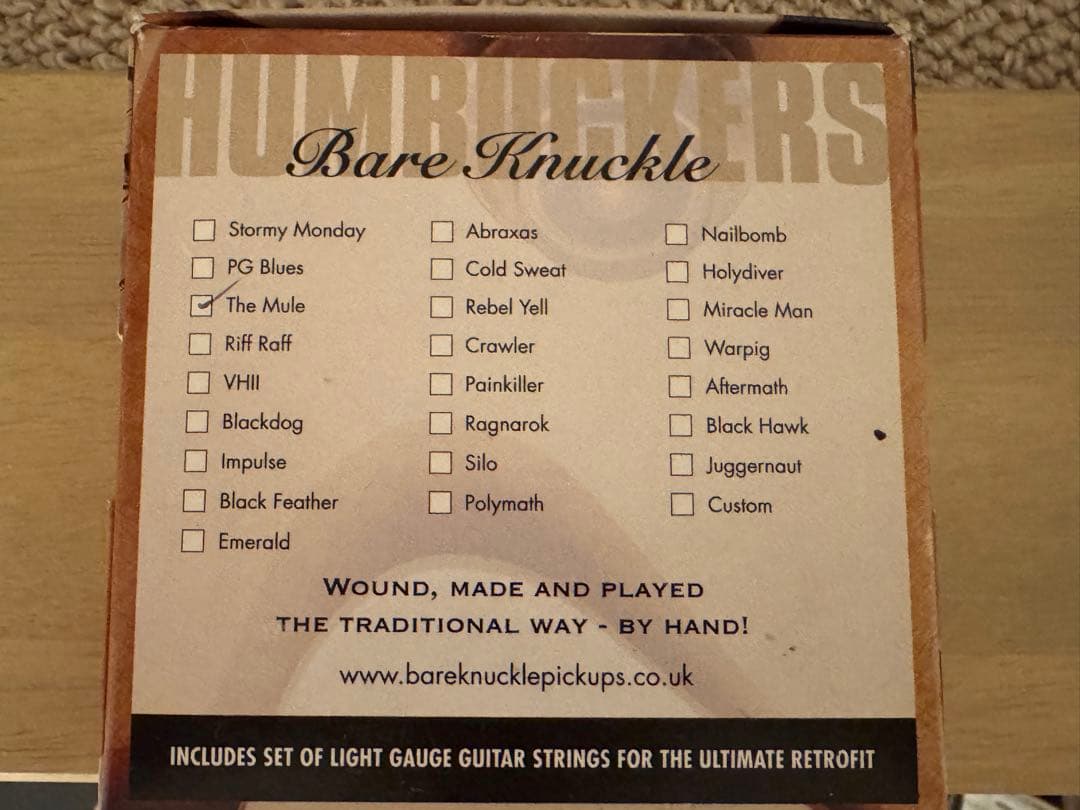 HUMBUCKERS
Bare Knuckle
Stormy Monday
PG Blues
The Mule
Riff Raff
VHII
Blackdog
Impulse
Black Feather
Emerald
Abraxas
Cold Sweat
Rebel Yell
Crawler
Painkiller
Ragnarok
Silo
Polymath
Nailbomb
Holydiver
Miracle Man
Warpig
Aftermath
Black Hawk
Juggernaut
Custom
WOUND, MADE AND PLAYED
THE TRADITIONAL WAY - BY HAND!
www.bareknucklepickups.co.uk
INCLUDES SET OF LIGHT GAUGE GUITAR STRINGS FOR THE ULTIMATE RETROFIT